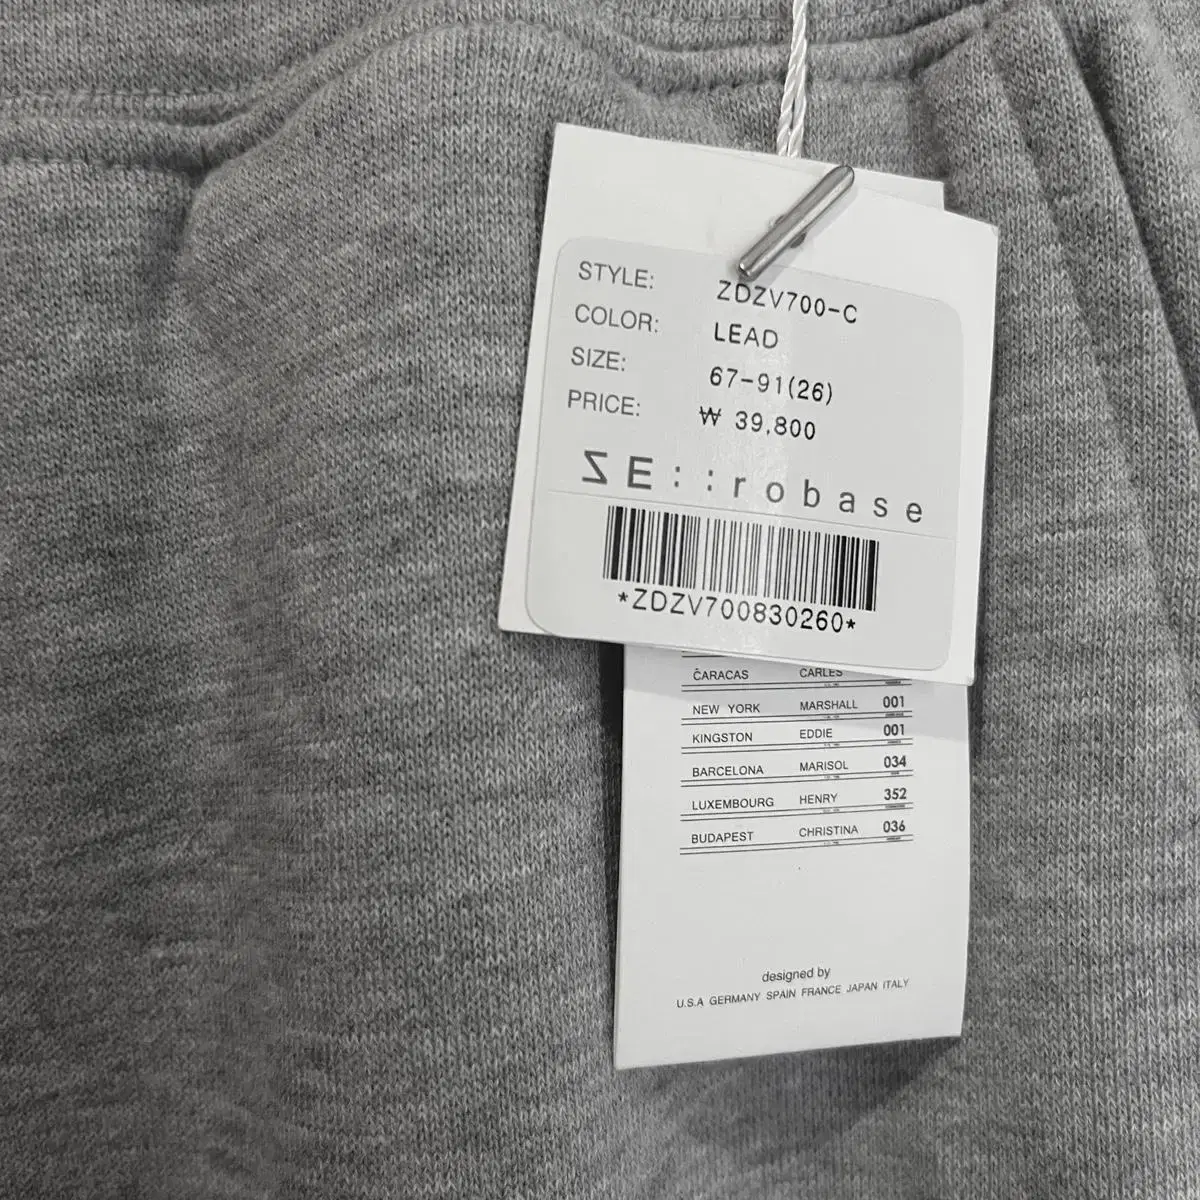 STYLE: ZDZV700-C
COLOR: LEAD
SIZE: 67-91(26)
PRICE: ₩ 39,800
ZE::robase
*ZDZV700830260*
CARACAS CARLES
NEW YORK MARSHALL 001
KINGSTON EDDIE 001
BARCELONA MARISOL 034
LUXEMBOURG HENRY 352
BUDAPEST CHRISTINA 036
designed by
U.S.A GERMANY SPAIN FRANCE JAPAN ITALY